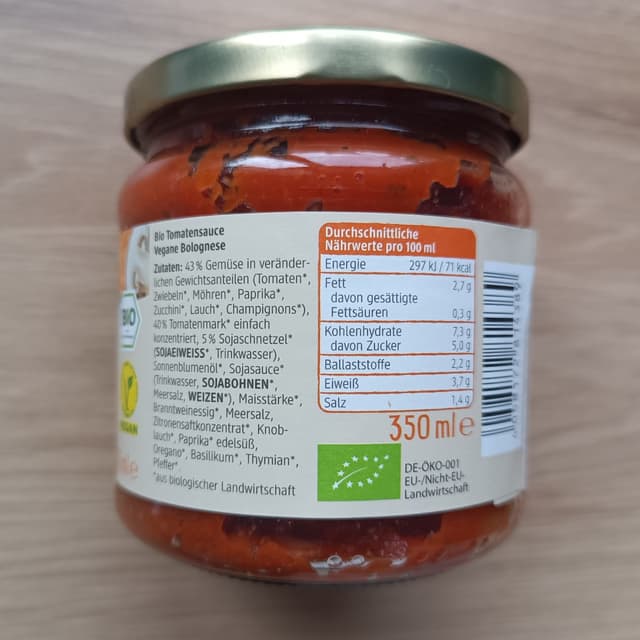 Bio Tomatensauce
Vegane Bolognese
Zutaten: 43 % Gemüse in veränder-
lichen Gewichtsanteilen (Tomaten*,
Zwiebeln*, Möhren*, Paprika*,
Zucchini*, Lauch*, Champignons*),
40 % Tomatenmark* einfach
konzentriert, 5 % Sojaschnetzel*
(SOJAEIWEISS*, Trinkwasser),
Sonnenblumenöl*, Sojasauce*
(Trinkwasser, SOJABOHNEN*,
Meersalz, WEIZEN*), Maisstärke*,
Branntweinessig*, Meersalz,
Zitronensaftkonzentrat*, Knob-
lauch*, Paprika* edelsüß,
Oregano*, Basilikum*, Thymian*,
Pfeffer*
*aus biologischer Landwirtschaft
BIO
VEGAN
Durchschnittliche
Nährwerte pro 100 ml
Energie 297 kJ / 71 kcal
Fett 2,7 g
davon gesättigte
Fettsäuren 0,3 g
Kohlenhydrate 7,3 g
davon Zucker 5,0 g
Ballaststoffe 2,2 g
Eiweiß 3,7 g
Salz 1,4 g
350 ml e
DE-ÖKO-001
EU-/Nicht-EU-
Landwirtschaft